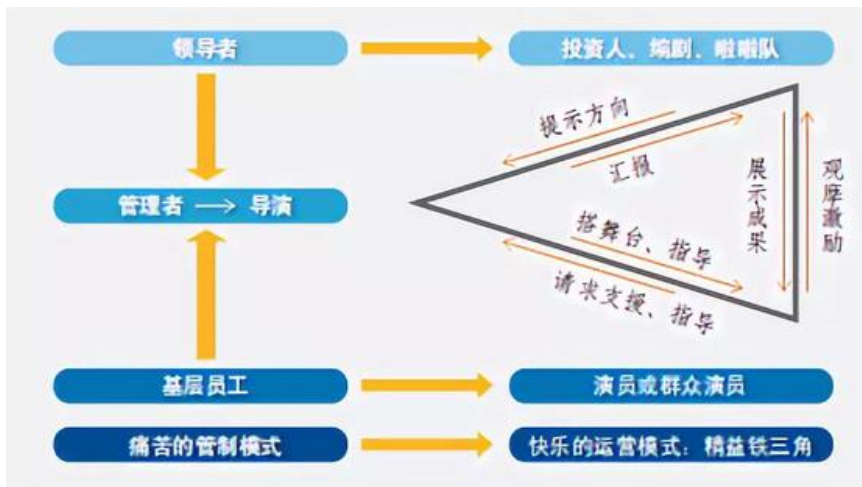 领导者
投资人、编剧、啦啦队
提示方向
汇报
展示成果
观摩激励
管理者 → 导演
搭舞台、指导
请求支援、指导
基层员工
演员或群众演员
痛苦的管制模式
快乐的运营模式：精益铁三角